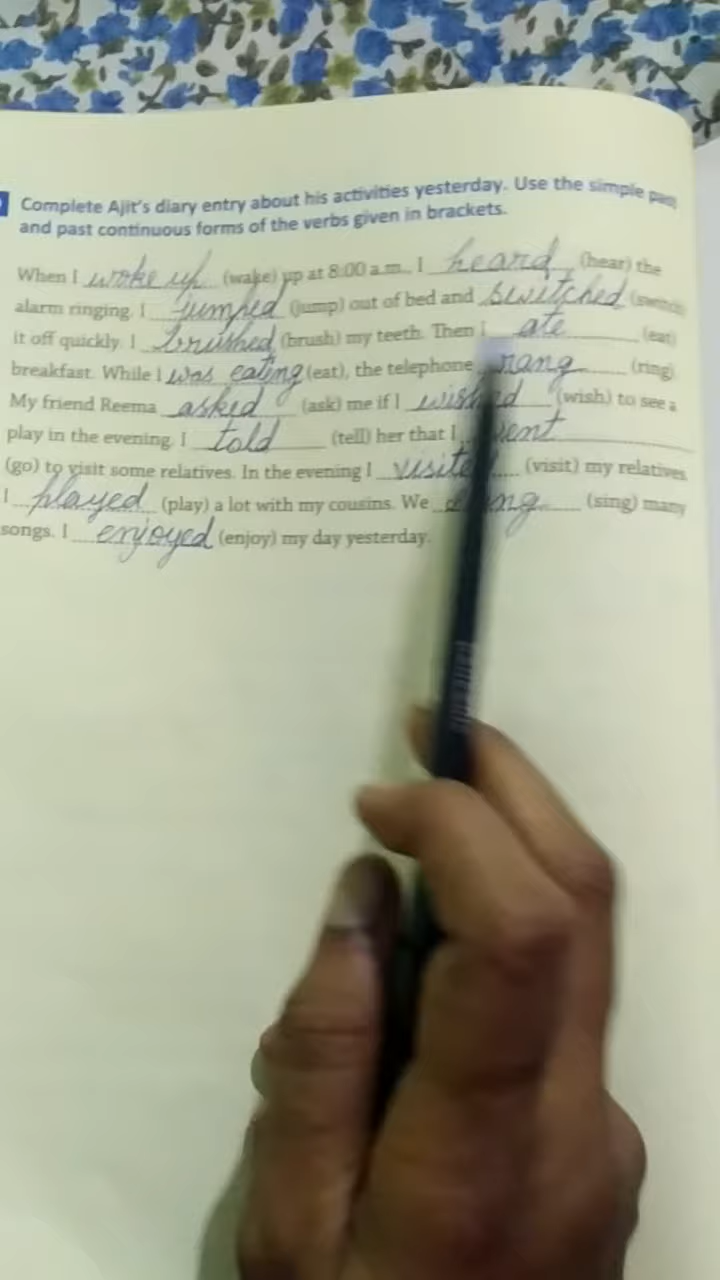 Complete Ajit's diary entry about his activities yesterday. Use the simple past
and past continuous forms of the verbs given in brackets.
When I woke up (wake) up at 8:00 a.m., I heard (hear) the
alarm ringing. I jumped (jump) out of bed and switched (switch)
it off quickly. I brushed (brush) my teeth. Then I ate (eat)
breakfast. While I was eating (eat), the telephone rang (ring).
My friend Reema asked (ask) me if I wished (wish) to see a
play in the evening. I told (tell) her that I went
(go) to visit some relatives. In the evening I visited (visit) my relatives.
I played (play) a lot with my cousins. We (sing) many
songs. I enjoyed (enjoy) my day yesterday.